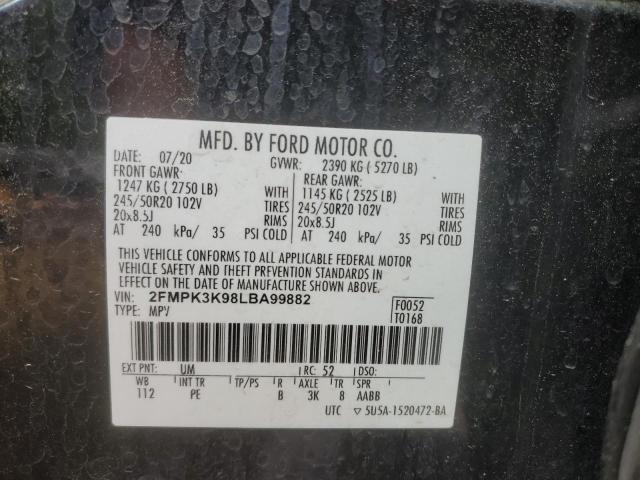 MFD. BY FORD MOTOR CO.
DATE: 07/20 GVWR: 2390 KG ( 5270 LB)
FRONT GAWR: REAR GAWR:
1247 KG ( 2750 LB) WITH 1145 KG ( 2525 LB) WITH
245/50R20 102V TIRES 245/50R20 102V TIRES
20x8.5J RIMS 20x8.5J RIMS
AT 240 kPa/ 35 PSI COLD AT 240 kPa/ 35 PSI COLD
THIS VEHICLE CONFORMS TO ALL APPLICABLE FEDERAL MOTOR
VEHICLE SAFETY AND THEFT PREVENTION STANDARDS IN
EFFECT ON THE DATE OF MANUFACTURE SHOWN ABOVE.
VIN: 2FMPK3K98LBA99882 F0052
TYPE: MPV T0168
EXT PNT: UM RC: 52 DSO:
WB INT TR TP/PS R AXLE TR SPR
112 PE B 3K 8 AABB
UTC ▽ 5U5A-1520472-BA